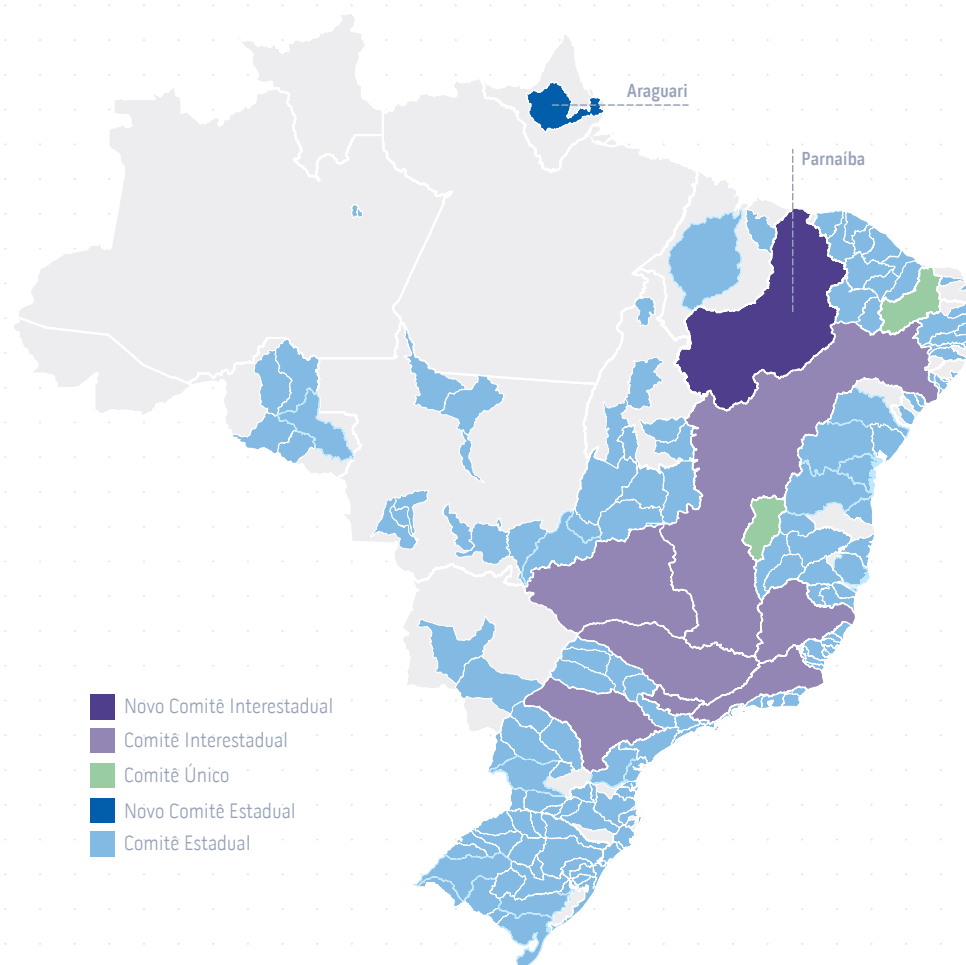 Araguari
Parnaíba
Novo Comitê Interestadual
Comitê Interestadual
Comitê Único
Novo Comitê Estadual
Comitê Estadual